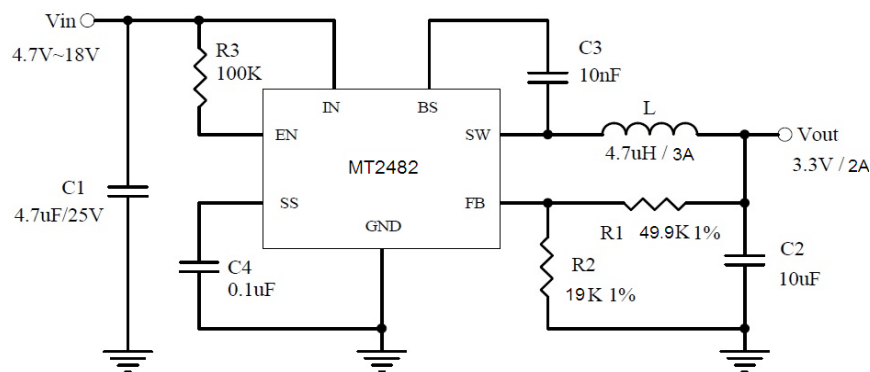 Vin
4.7V~18V
R3
100K
C3
10nF
IN
BS
L
EN
SW
Vout
4.7uH / 3A
3.3V / 2A
MT2482
C1
4.7uF/25V
SS
FB
GND
R1 49.9K 1%
C4
0.1uF
R2
19K 1%
C2
10uF